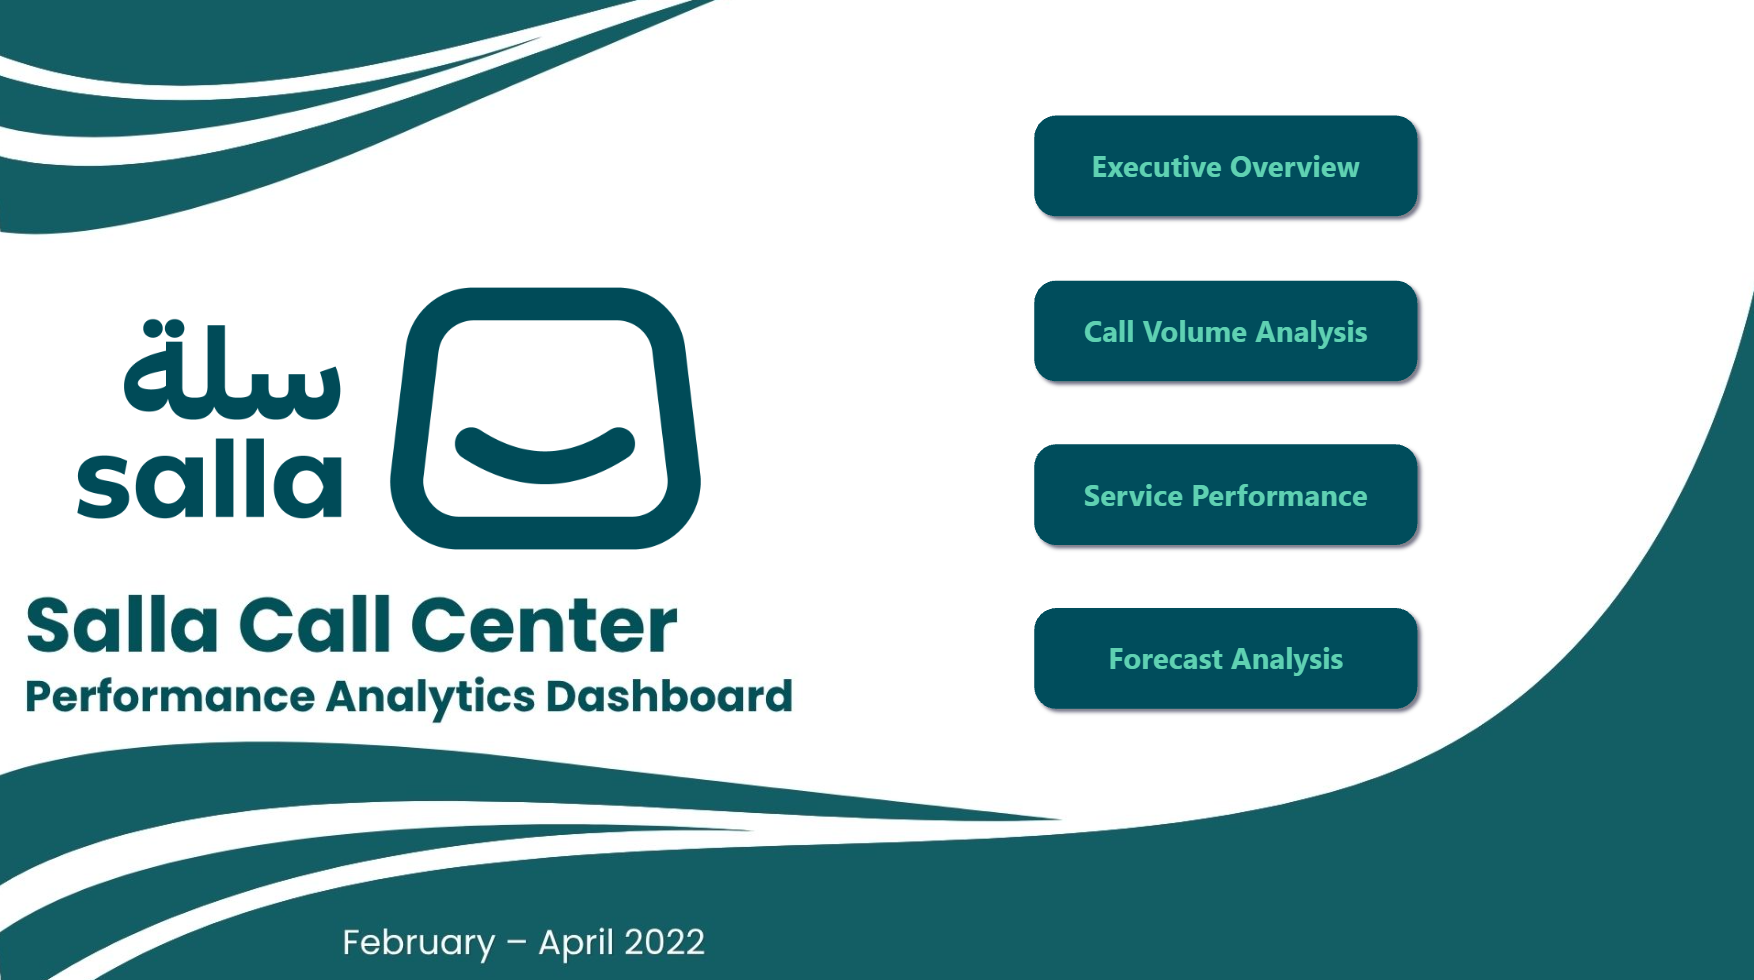 سلة
salla
Salla Call Center
Performance Analytics Dashboard
February – April 2022
Executive Overview
Call Volume Analysis
Service Performance
Forecast Analysis